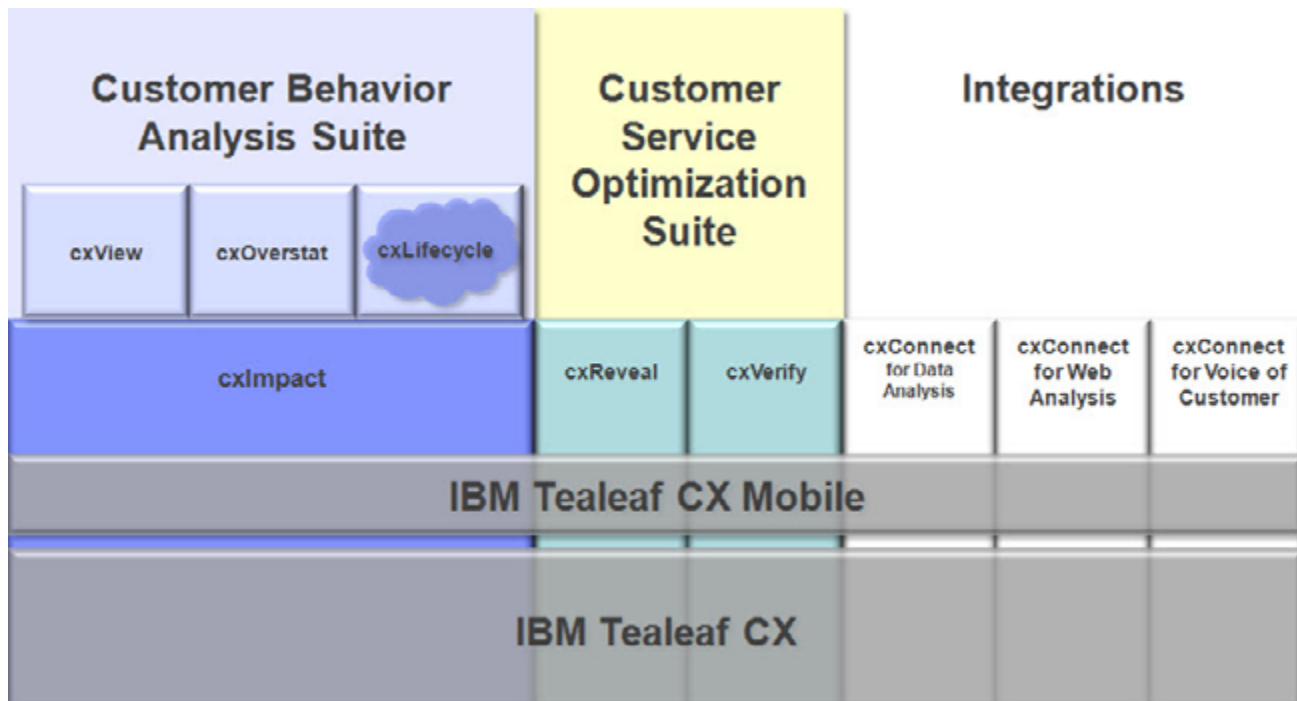 Customer Behavior
Analysis Suite
Customer
Service
Optimization
Suite
Integrations
cxView
cxOverstat
cxLifecycle
cxImpact
cxReveal
cxVerify
cxConnect
for Data
Analysis
cxConnect
for Web
Analysis
cxConnect
for Voice of
Customer
IBM Tealeaf CX Mobile
IBM Tealeaf CX